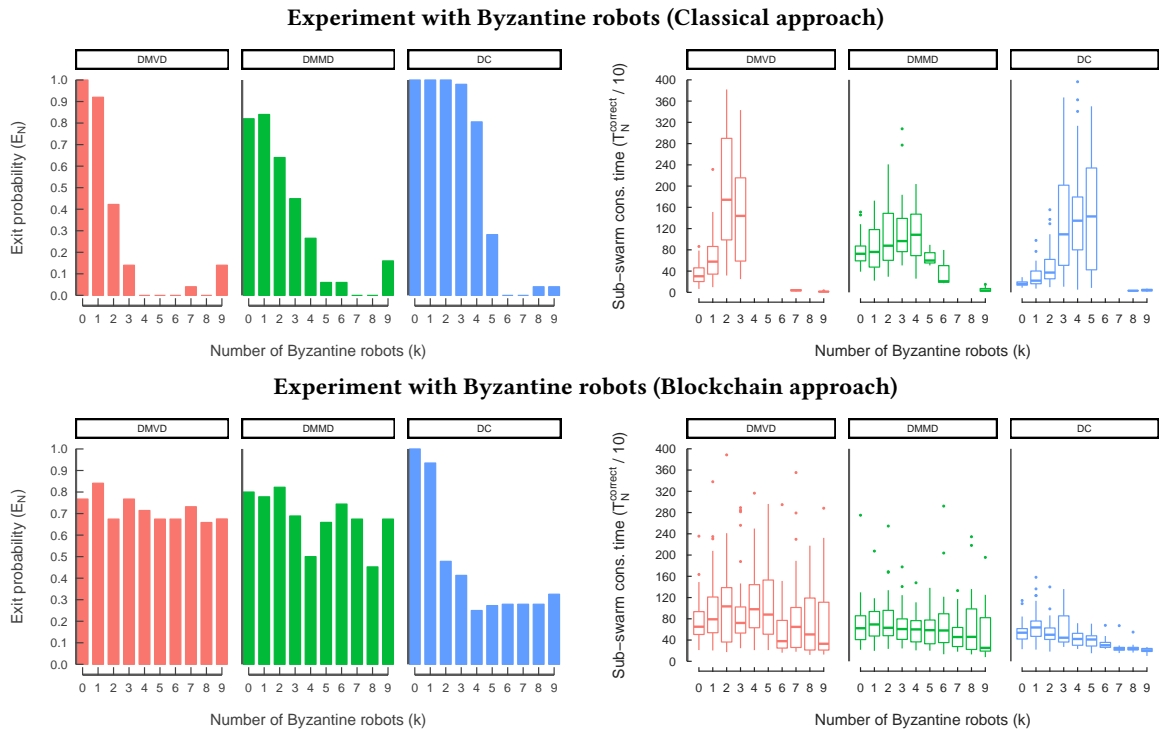 Experiment with Byzantine robots (Classical approach)
DMVD DMMD DC
Exit probability (E_N)
1.0
0.9
0.8
0.7
0.6
0.5
0.4
0.3
0.2
0.1
0.0
0 1 2 3 4 5 6 7 8 9 0 1 2 3 4 5 6 7 8 9 0 1 2 3 4 5 6 7 8 9
Number of Byzantine robots (k)
DMVD DMMD DC
Sub−swarm cons. time (T_N^correct / 10)
400
360
320
280
240
200
160
120
80
40
0
0 1 2 3 4 5 6 7 8 9 0 1 2 3 4 5 6 7 8 9 0 1 2 3 4 5 6 7 8 9
Number of Byzantine robots (k)
Experiment with Byzantine robots (Blockchain approach)
DMVD DMMD DC
Exit probability (E_N)
1.0
0.9
0.8
0.7
0.6
0.5
0.4
0.3
0.2
0.1
0.0
0 1 2 3 4 5 6 7 8 9 0 1 2 3 4 5 6 7 8 9 0 1 2 3 4 5 6 7 8 9
Number of Byzantine robots (k)
DMVD DMMD DC
Sub−swarm cons. time (T_N^correct / 10)
400
360
320
280
240
200
160
120
80
40
0
0 1 2 3 4 5 6 7 8 9 0 1 2 3 4 5 6 7 8 9 0 1 2 3 4 5 6 7 8 9
Number of Byzantine robots (k)